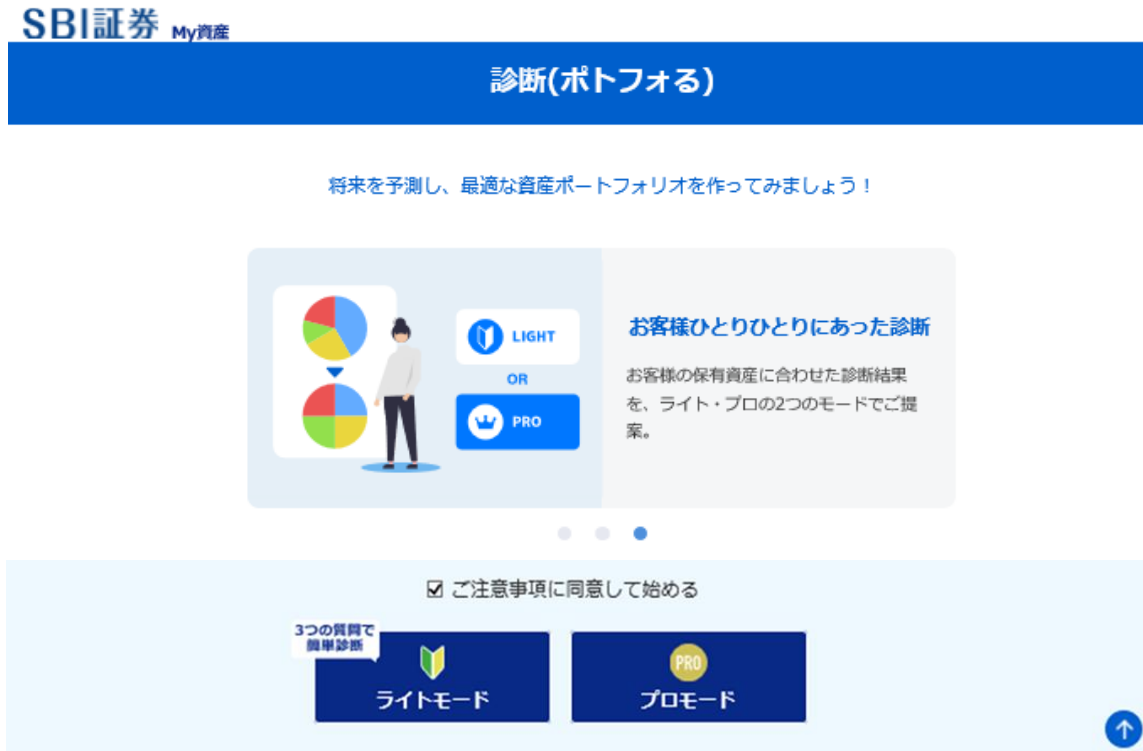 SBI証券 My資産
診断(ポトフォる)
将来を予測し、最適な資産ポートフォリオを作ってみましょう！
LIGHT
OR
PRO
お客様ひとりひとりにあった診断
お客様の保有資産に合わせた診断結果
を、ライト・プロの2つのモードでご提
案。
ご注意事項に同意して始める
3つの質問で
簡単診断
ライトモード
PRO
プロモード